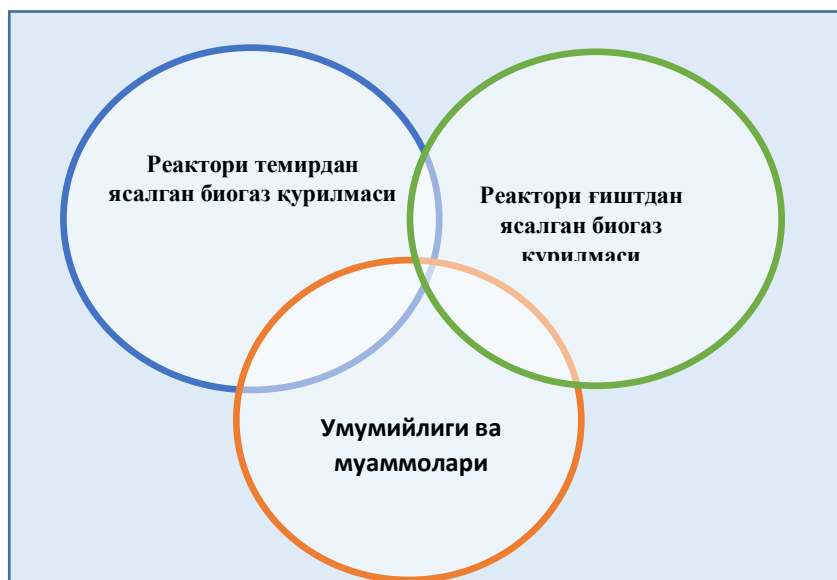 Реактори темирдан
ясалган биогаз қурилмаси
Реактори ғиштдан
ясалган биогаз
қурилмаси
Умумийлиги ва
муаммолари